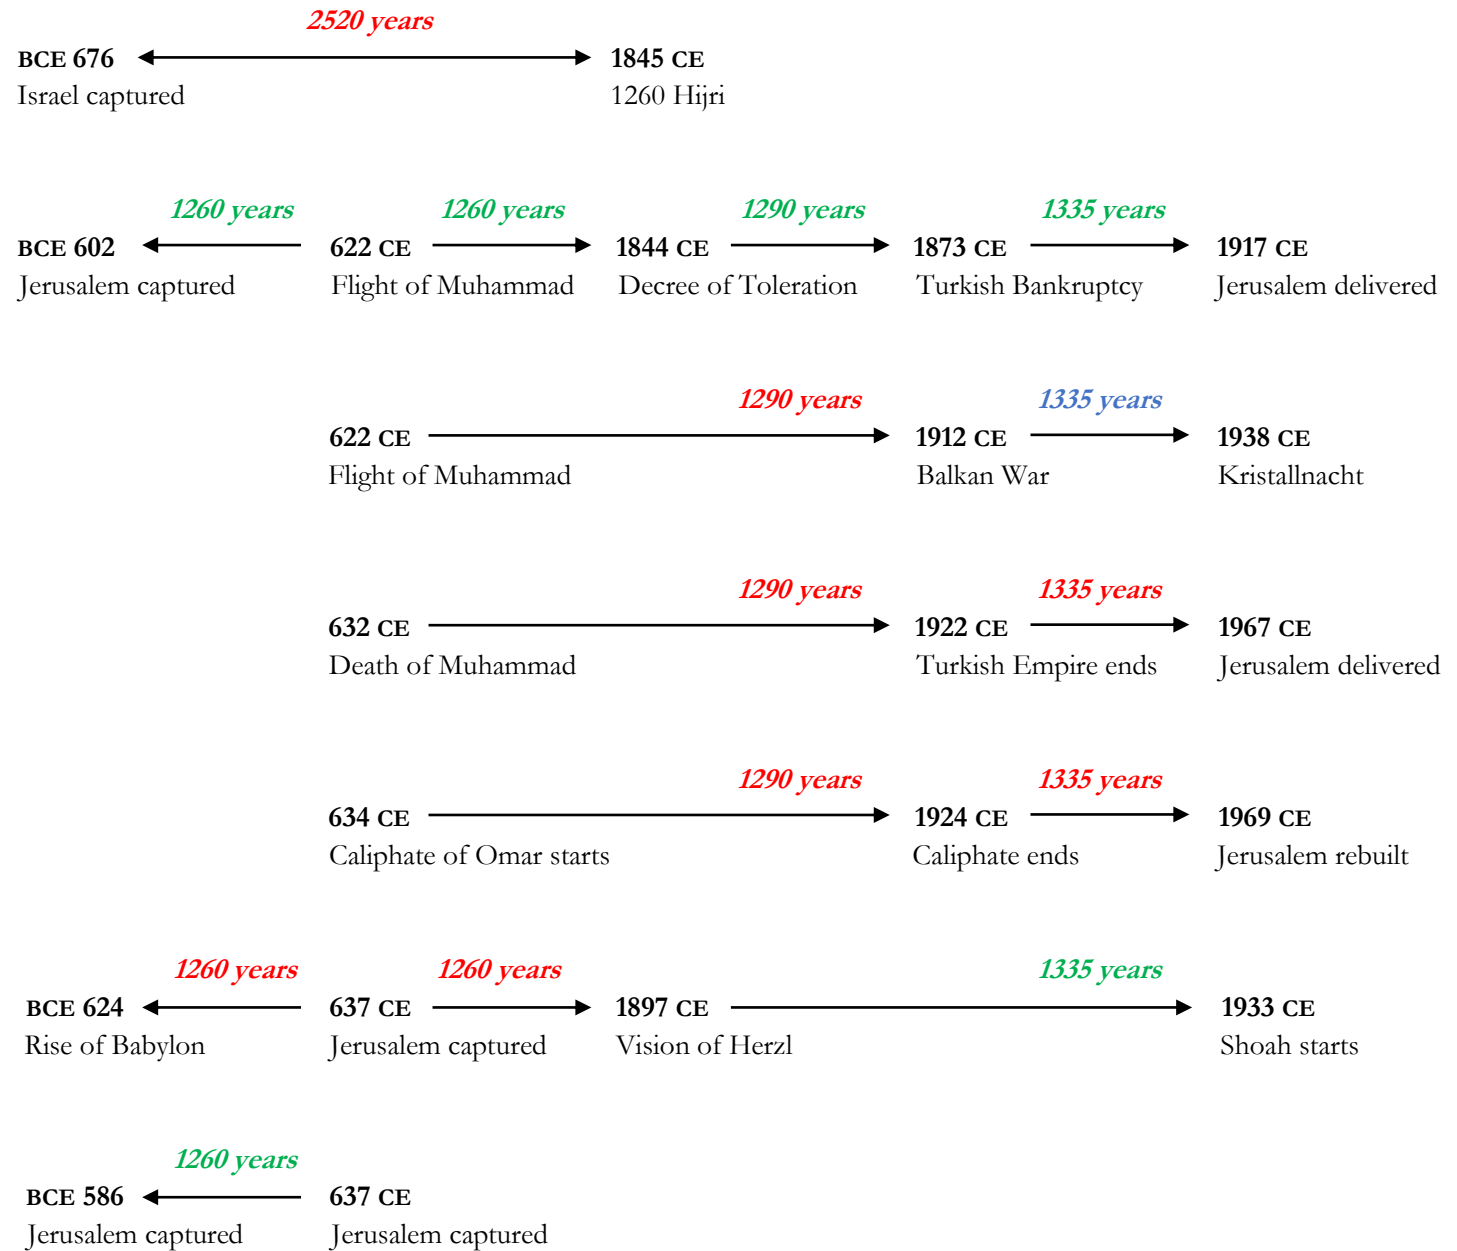 2520 years
BCE 676 1845 CE
Israel captured 1260 Hijri
1260 years 1260 years 1290 years 1335 years
BCE 602 622 CE 1844 CE 1873 CE 1917 CE
Jerusalem captured Flight of Muhammad Decree of Toleration Turkish Bankruptcy Jerusalem delivered
1290 years 1335 years
622 CE 1912 CE 1938 CE
Flight of Muhammad Balkan War Kristallnacht
1290 years 1335 years
632 CE 1922 CE 1967 CE
Death of Muhammad Turkish Empire ends Jerusalem delivered
1290 years 1335 years
634 CE 1924 CE 1969 CE
Caliphate of Omar starts Caliphate ends Jerusalem rebuilt
1260 years 1260 years 1335 years
BCE 624 637 CE 1897 CE 1933 CE
Rise of Babylon Jerusalem captured Vision of Herzl Shoah starts
1260 years
BCE 586 637 CE
Jerusalem captured Jerusalem captured